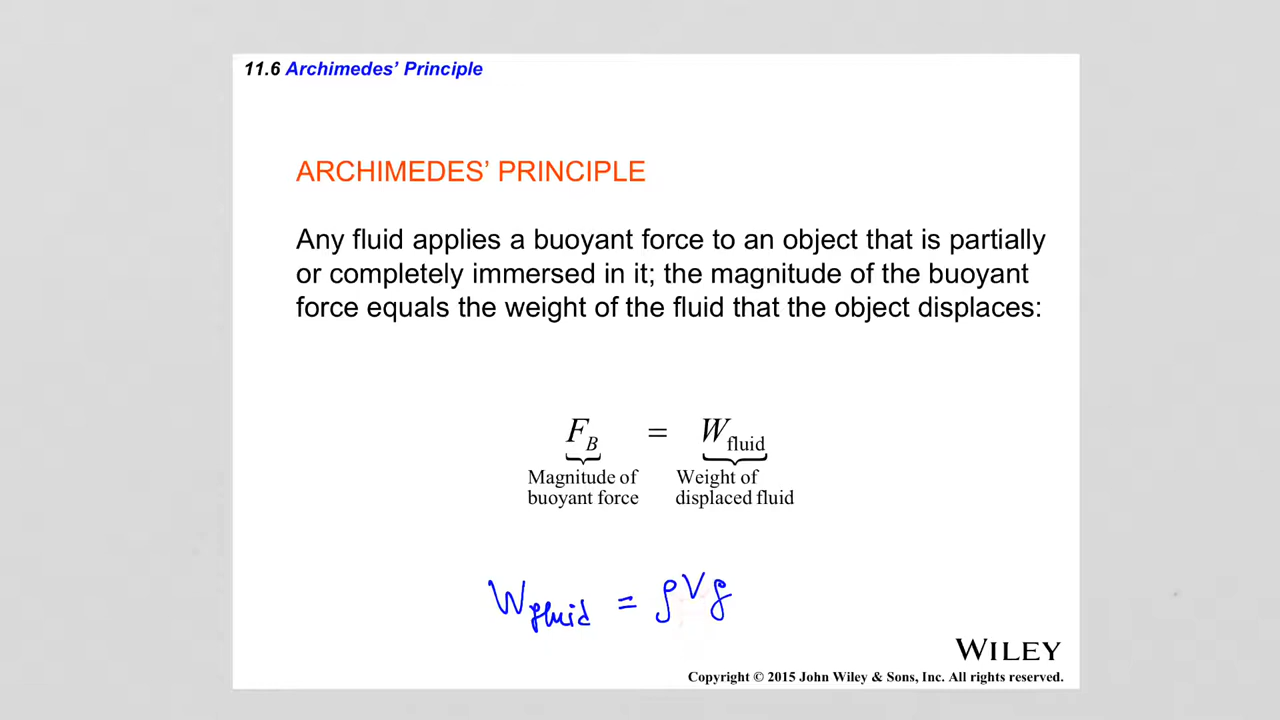 11.6 Archimedes’ Principle
ARCHIMEDES’ PRINCIPLE
Any fluid applies a buoyant force to an object that is partially
or completely immersed in it; the magnitude of the buoyant
force equals the weight of the fluid that the object displaces:
F_B = W_fluid
Magnitude of Weight of
buoyant force displaced fluid
W_fluid = ρVg
WILEY
Copyright © 2015 John Wiley & Sons, Inc. All rights reserved.